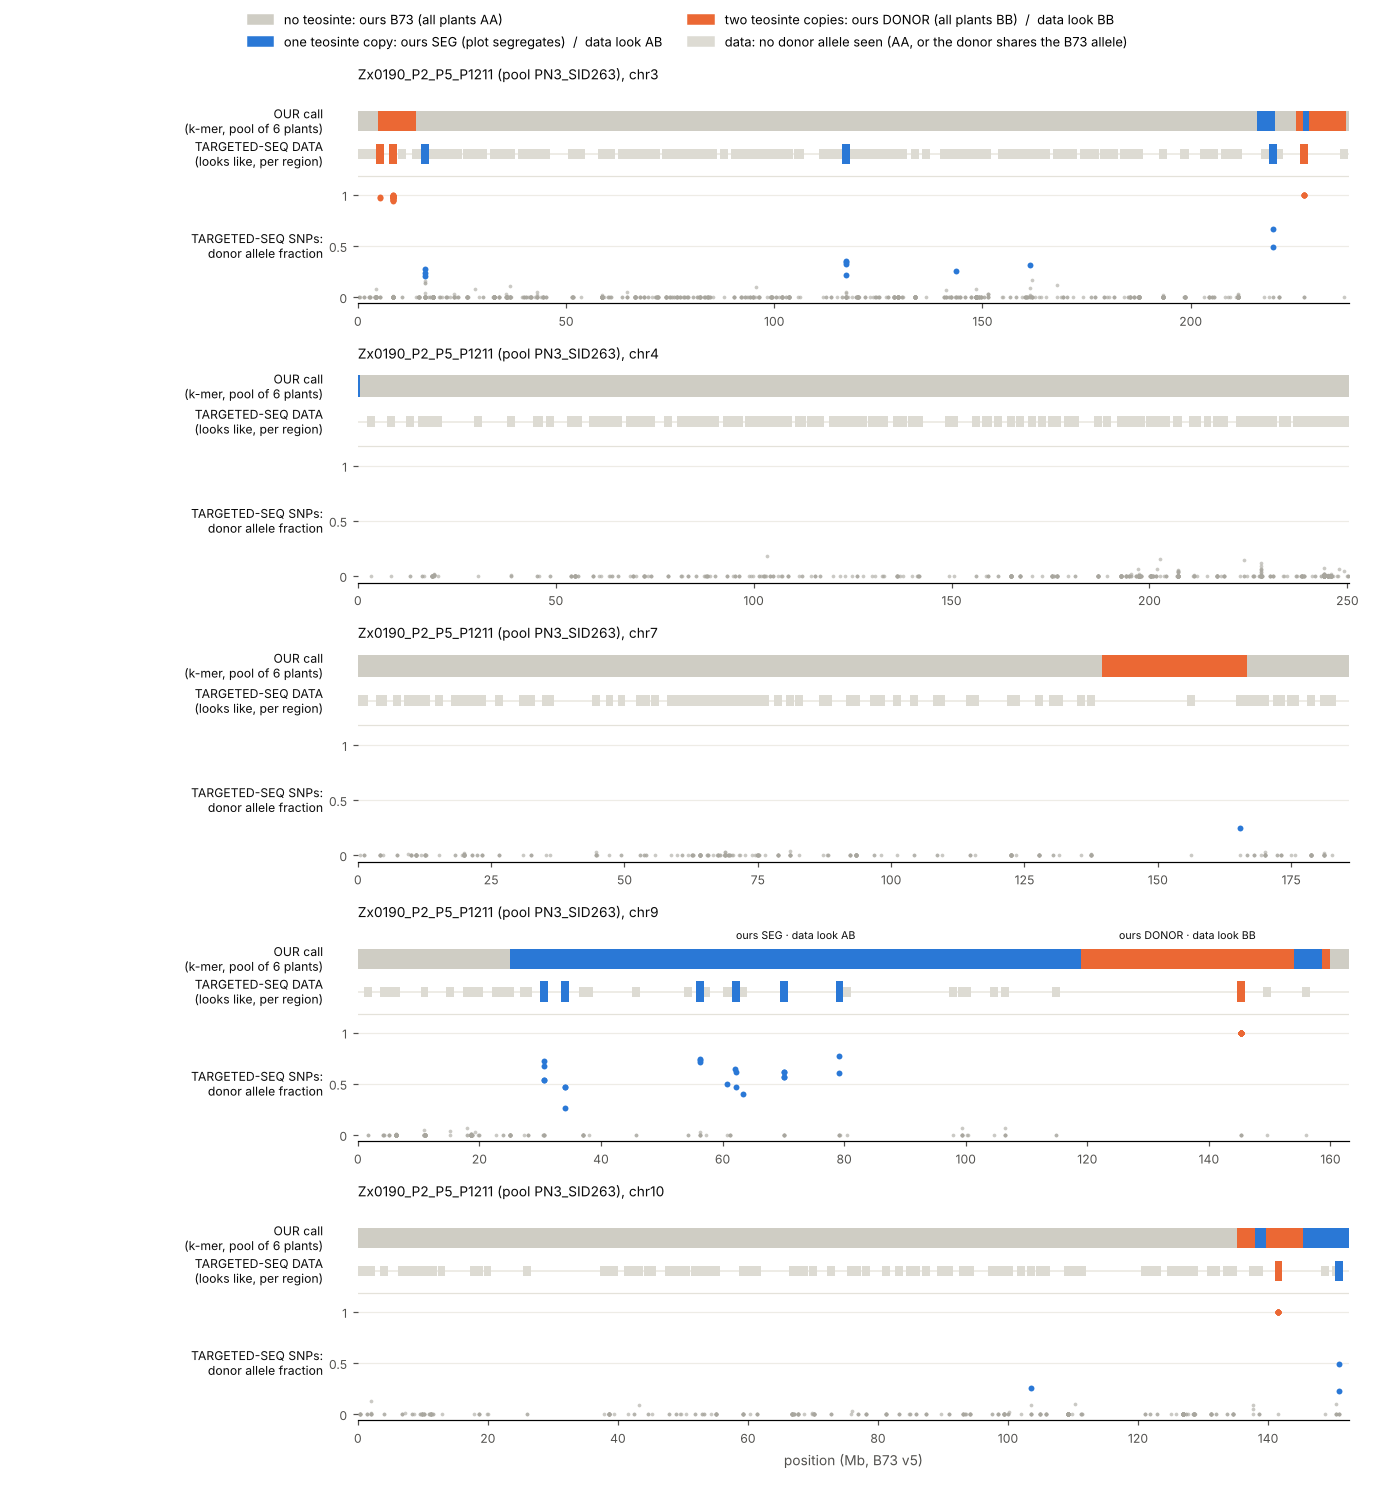 no teosinte: ours B73 (all plants AA)
two teosinte copies: ours DONOR (all plants BB)  /  data look BB
one teosinte copy: ours SEG (plot segregates)  /  data look AB
data: no donor allele seen (AA, or the donor shares the B73 allele)
Zx0190_P2_P5_P1211 (pool PN3_SID263), chr3
OUR call
(k-mer, pool of 6 plants)
TARGETED-SEQ DATA
(looks like, per region)
1
TARGETED-SEQ SNPs:
donor allele fraction
0.5
0
0 50 100 150 200
Zx0190_P2_P5_P1211 (pool PN3_SID263), chr4
OUR call
(k-mer, pool of 6 plants)
TARGETED-SEQ DATA
(looks like, per region)
1
TARGETED-SEQ SNPs:
donor allele fraction
0.5
0
0 50 100 150 200 250
Zx0190_P2_P5_P1211 (pool PN3_SID263), chr7
OUR call
(k-mer, pool of 6 plants)
TARGETED-SEQ DATA
(looks like, per region)
1
TARGETED-SEQ SNPs:
donor allele fraction
0.5
0
0 25 50 75 100 125 150 175
Zx0190_P2_P5_P1211 (pool PN3_SID263), chr9
ours SEG · data look AB
ours DONOR · data look BB
OUR call
(k-mer, pool of 6 plants)
TARGETED-SEQ DATA
(looks like, per region)
1
TARGETED-SEQ SNPs:
donor allele fraction
0.5
0
0 20 40 60 80 100 120 140 160
Zx0190_P2_P5_P1211 (pool PN3_SID263), chr10
OUR call
(k-mer, pool of 6 plants)
TARGETED-SEQ DATA
(looks like, per region)
1
TARGETED-SEQ SNPs:
donor allele fraction
0.5
0
0 20 40 60 80 100 120 140
position (Mb, B73 v5)